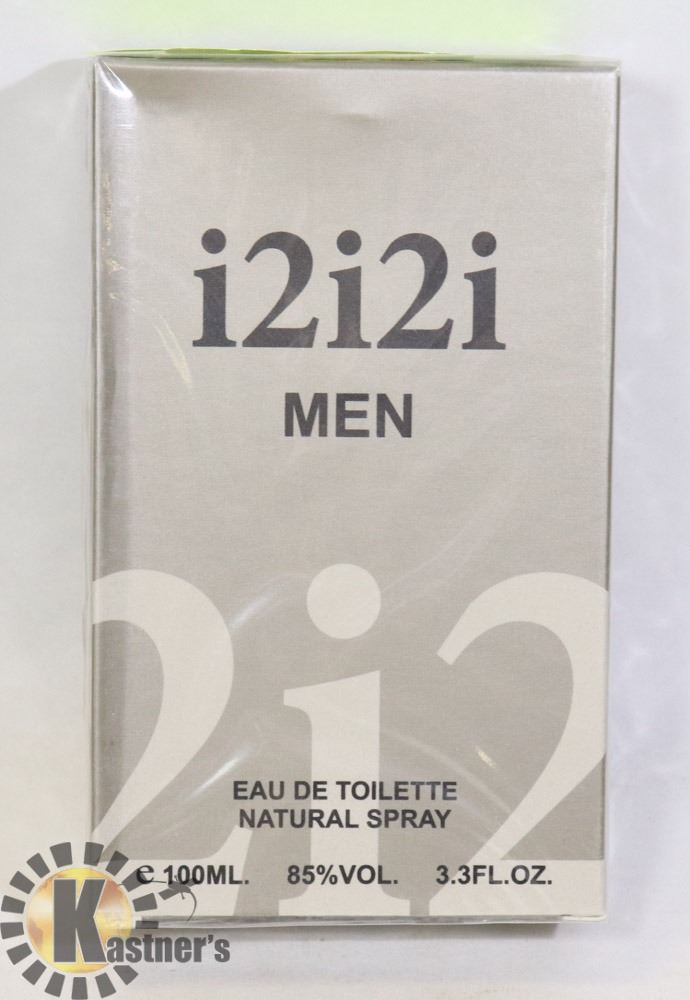 i2i2i
MEN
2i2
EAU DE TOILETTE
NATURAL SPRAY
℮ 100ML. 85%VOL. 3.3FL.OZ.
Kastner's